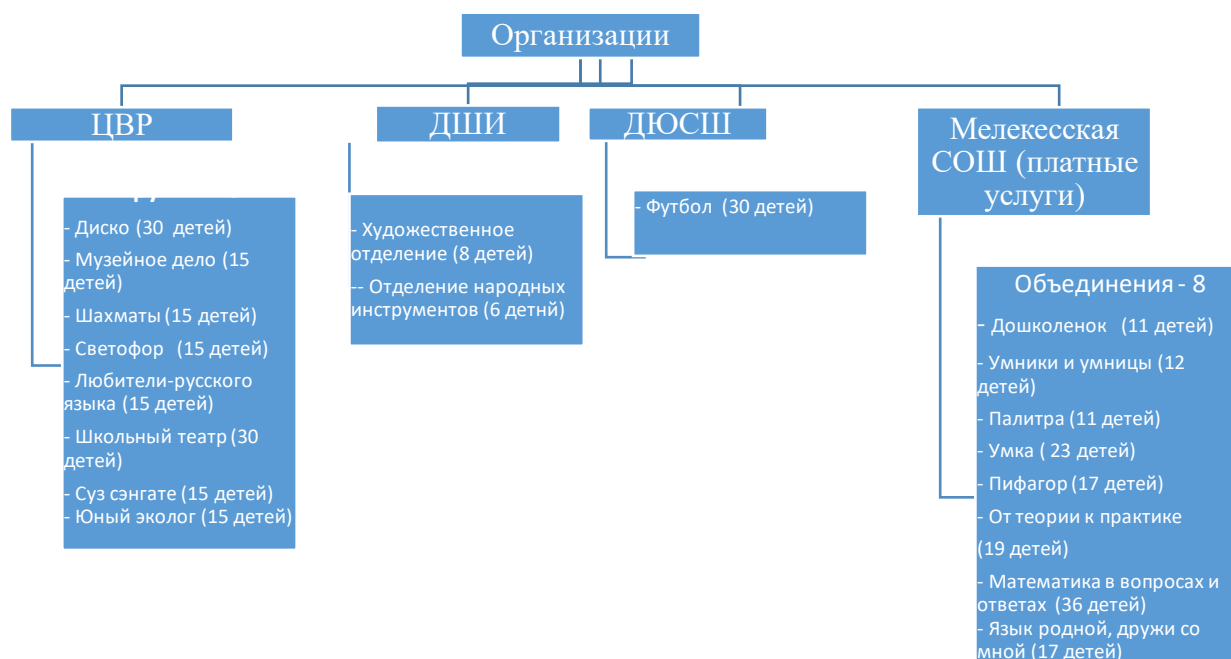 Организации
ЦВР
ДШИ
ДЮСШ
Мелекесская
СОШ (платные
услуги)
- Диско (30 детей)
- Музейное дело (15
детей)
- Шахматы (15 детей)
- Светофор (15 детей)
- Любители-русского
языка (15 детей)
- Школьный театр (30
детей)
- Суз сэнгате (15 детей)
- Юный эколог (15 детей)
- Художественное
отделение (8 детей)
-- Отделение народных
инструментов (6 детнй)
- Футбол (30 детей)
Объединения - 8
- Дошколенок (11 детей)
- Умники и умницы (12
детей)
- Палитра (11 детей)
- Умка ( 23 детей)
- Пифагор (17 детей)
- От теории к практике
(19 детей)
- Математика в вопросах и
ответах (36 детей)
- Язык родной, дружи со
мной (17 детей)